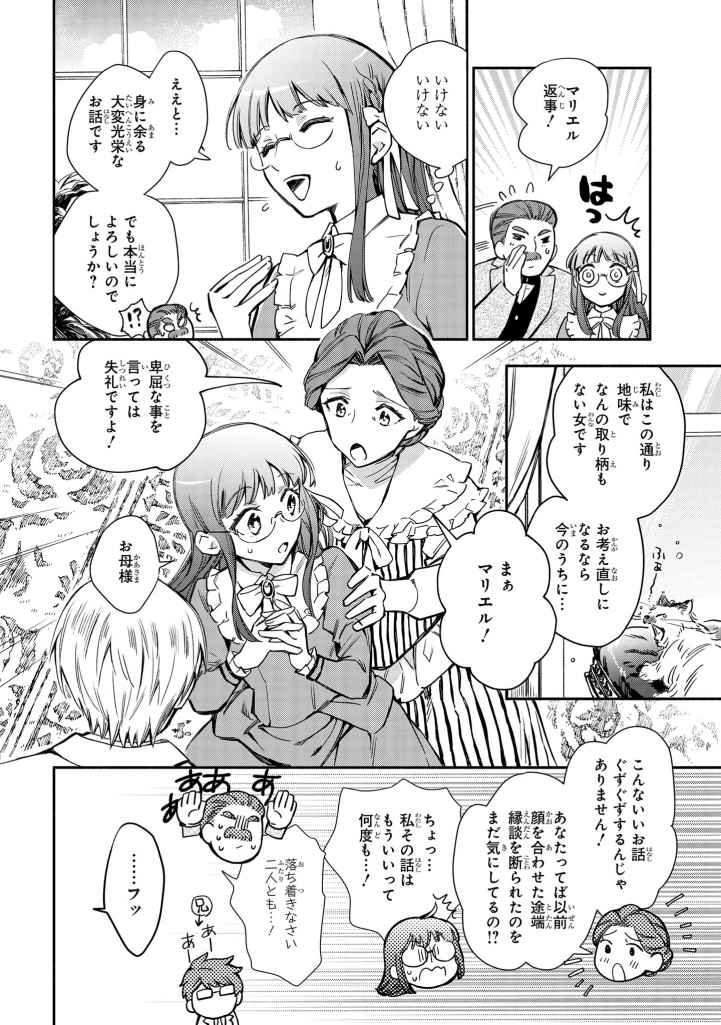 マリエル
返事!
はっ
いけない
いけない
ええと…
身に余る
大変光栄な
お話です
でも本当に
よろしいので
しょうか?
!?
私はこの通り
地味で
なんの取り柄も
ない女です
お考え直しに
なるなら
今のうちに…
まぁ
マリエル!
卑屈な事を
言っては
失礼ですよ!
お母様
こんないいお話
ぐずぐずするんじゃ
ありません!
あなたってば以前
顔を合わせた途端
縁談を断られたのを
まだ気にしてるの!?
ちょっ…
私その話は
もういいって
何度も…!
あぁ
あぁ
あぁ
落ち着きなさい
二人とも…!
兄
あー
あー
……フッ